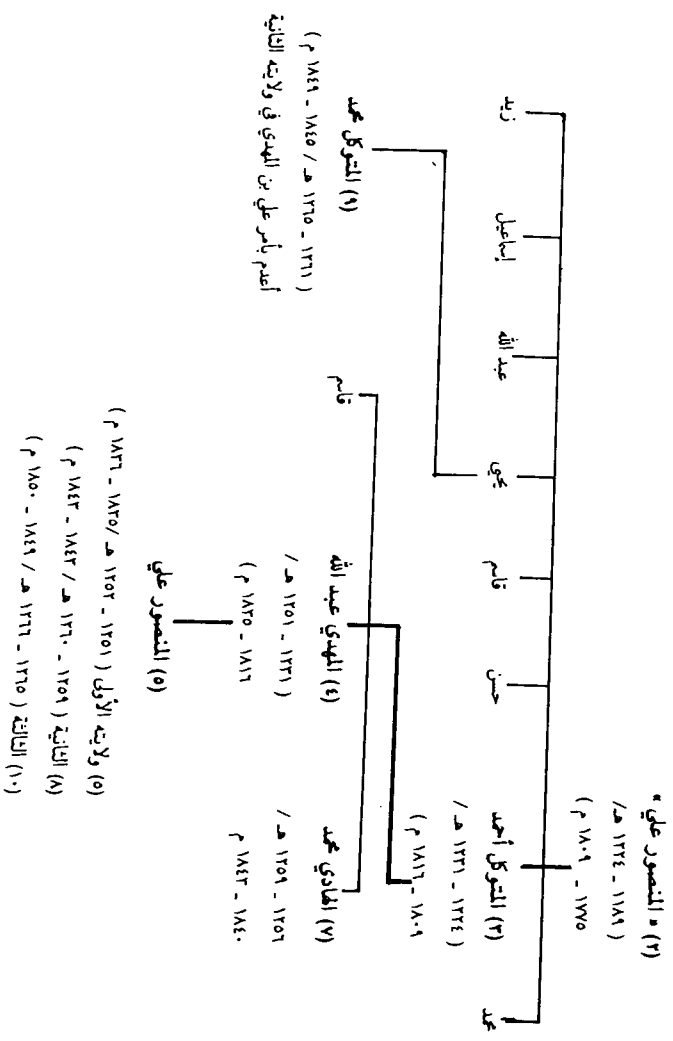 (٢) « المنصور علي »
( ١١٨٩ - ١٢٢٤ هـ /
١٧٧٥ - ١٨٠٩ م )
زيد
إسماعيل
عبد الله
يحيى
قاسم
حسن
(٣) المتوكل أحمد
( ١٢٢٤ - ١٢٣١ هـ /
١٨٠٩ - ١٨١٦ م )
محمد
(٩) المتوكل محمد
( ١٢٦١ - ١٢٦٥ هـ / ١٨٤٥ - ١٨٤٩ م )
أعدم بأمر علي بن المهدي في ولايته الثانية
قاسم
(٤) المهدي عبد الله
( ١٢٣١ - ١٢٥١ هـ /
١٨١٦ - ١٨٣٥ م )
(٧) الهادي محمد
١٢٥٦ - ١٢٥٩ هـ /
١٨٤٠ - ١٨٤٣ م
(٥) المنصور علي
(٥) ولايته الأولى ( ١٢٥١ - ١٢٥٢ هـ / ١٨٣٥ - ١٨٣٦ م )
(٨) الثانية ( ١٢٥٩ - ١٢٦٠ هـ / ١٨٤٣ - ١٨٤٣ م )
(١٠) الثالثة ( ١٢٦٥ - ١٢٦٦ هـ / ١٨٤٩ - ١٨٥٠ م )